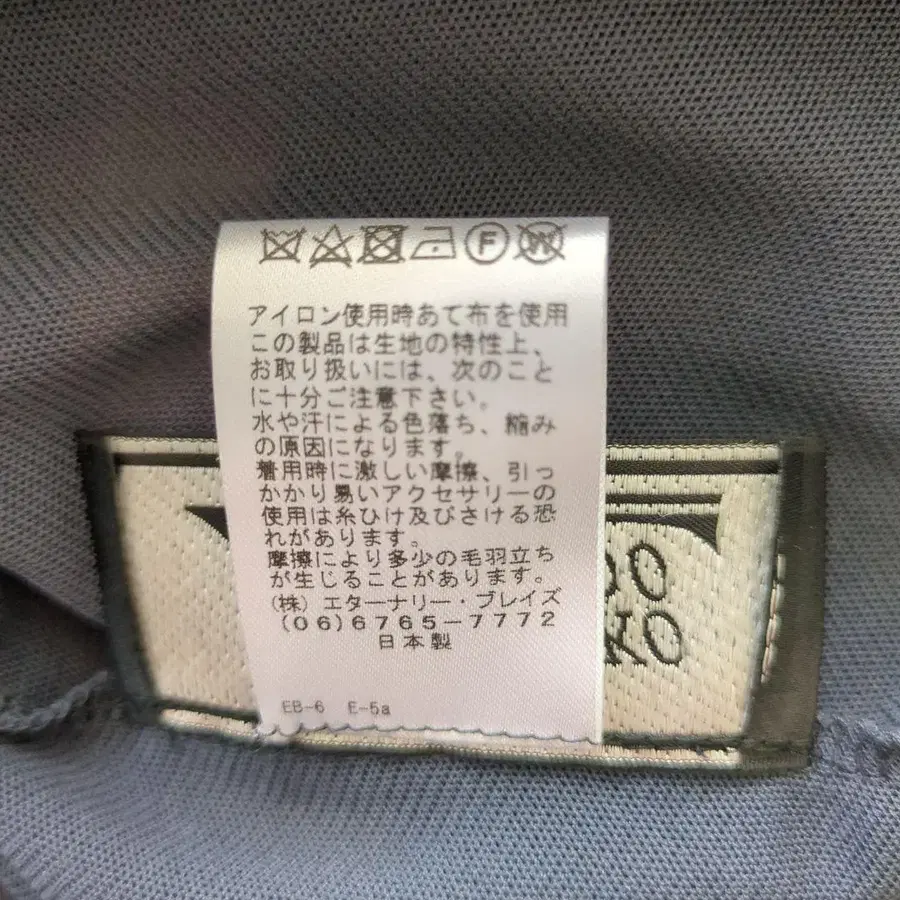 F W
アイロン使用時あて布を使用
この製品は生地の特性上、
お取り扱いには、次のこと
に十分ご注意下さい。
水や汗による色落ち、縮み
の原因になります。
着用時に激しい摩擦、引っ
かかり易いアクセサリーの
使用は糸ひけ及びさける恐
れがあります。
摩擦により多少の毛羽立ち
が生じることがあります。
(株) エターナリー・ブレイズ
(06)6765-7772
日本製
EB-6 E-5a